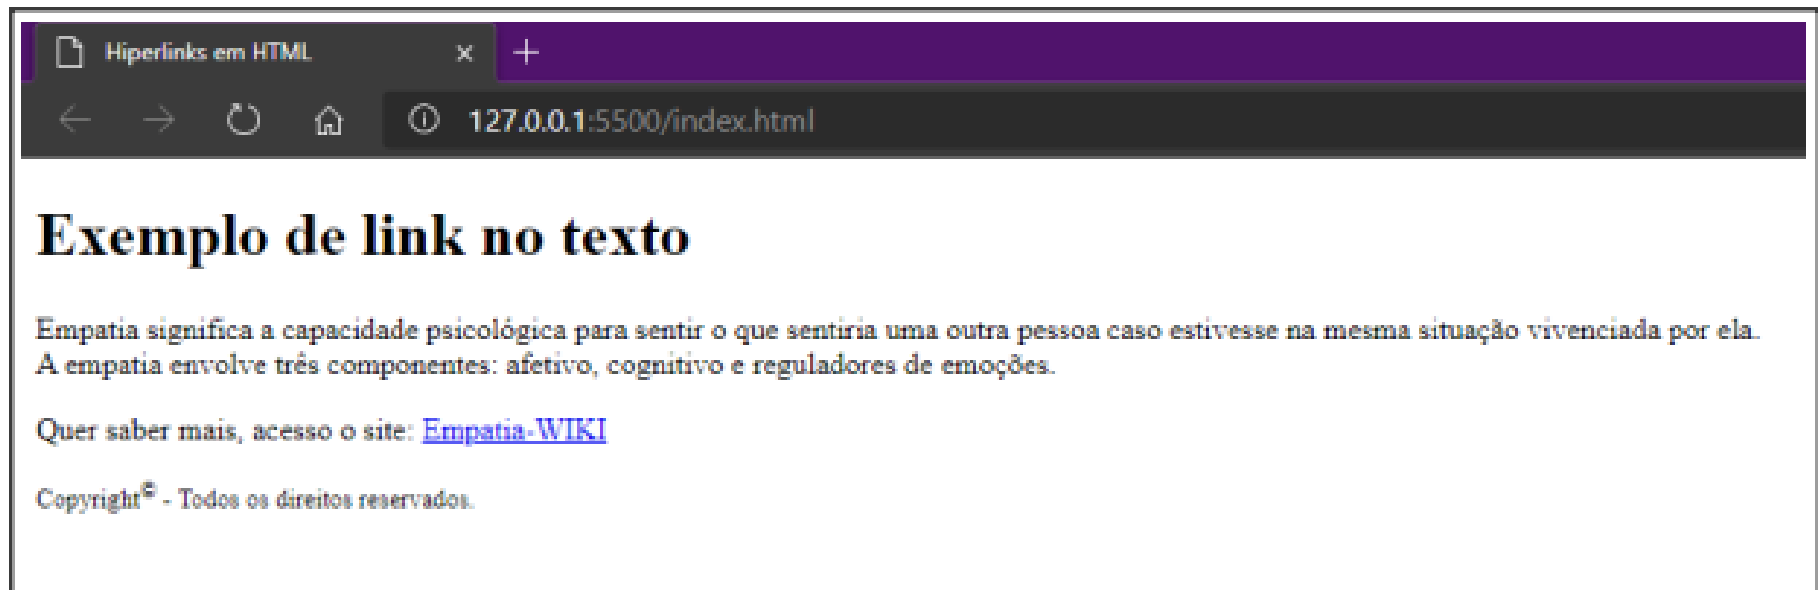 Hiperlinks em HTML
127.0.0.1:5500/index.html
Exemplo de link no texto
Empatia significa a capacidade psicológica para sentir o que sentiria uma outra pessoa caso estivesse na mesma situação vivenciada por ela.
A empatia envolve três componentes: afetivo, cognitivo e reguladores de emoções.
Quer saber mais, acesso o site: Empatia-WIKI
Copyright© - Todos os direitos reservados.